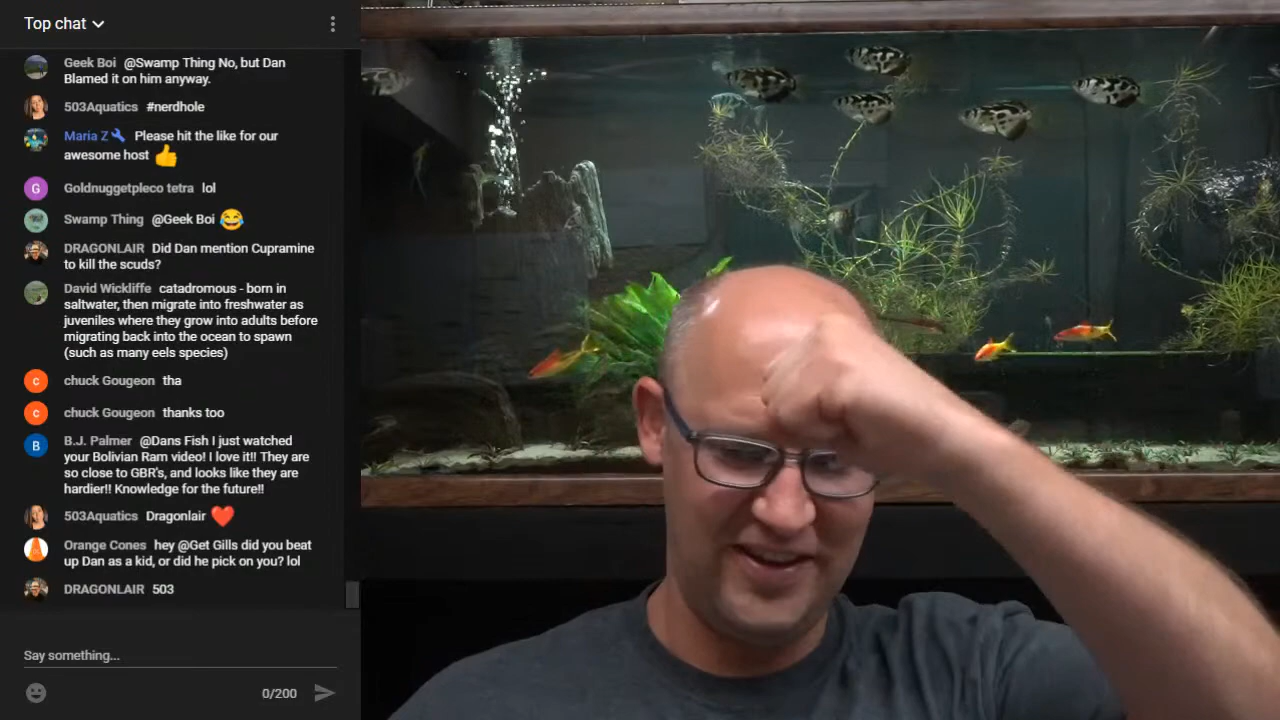 Top chat
Geek Boi @Swamp Thing No, but Dan
Blamed it on him anyway.
503Aquatics #nerdhole
Maria Z Please hit the like for our
awesome host
G Goldnuggetpleco tetra lol
Swamp Thing @Geek Boi
DRAGONLAIR Did Dan mention Cupramine
to kill the scuds?
David Wickliffe catadromous - born in
saltwater, then migrate into freshwater as
juveniles where they grow into adults before
migrating back into the ocean to spawn
(such as many eels species)
c chuck Gougeon tha
c chuck Gougeon thanks too
B B.J. Palmer @Dans Fish I just watched
your Bolivian Ram video! I love it!! They are
so close to GBR's, and looks like they are
hardier!! Knowledge for the future!!
503Aquatics Dragonlair
Orange Cones hey @Get Gills did you beat
up Dan as a kid, or did he pick on you? lol
DRAGONLAIR 503
Say something...
0/200